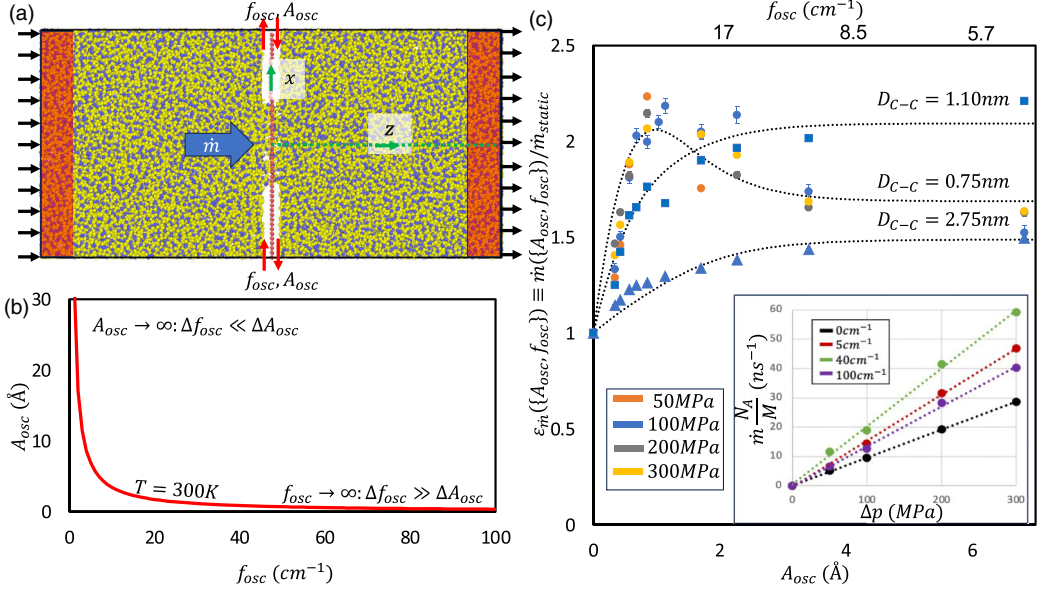 (a)
f_osc, A_osc
x
ṁ
z
f_osc, A_osc
(b)
30
20
10
0
A_osc (Å)
A_osc → ∞: Δf_osc ≪ ΔA_osc
T = 300K
f_osc → ∞: Δf_osc ≫ ΔA_osc
0 20 40 60 80 100
f_osc (cm⁻¹)
(c)
f_osc (cm⁻¹)
17 8.5 5.7
2.5
2
1.5
1
0.5
0
ε_ṁ({A_osc, f_osc}) ≡ ṁ({A_osc, f_osc})/ṁ_static
D_C−C = 1.10nm
D_C−C = 0.75nm
D_C−C = 2.75nm
50MPa
100MPa
200MPa
300MPa
0cm⁻¹
5cm⁻¹
40cm⁻¹
100cm⁻¹
60
50
40
30
20
10
0
ṁ N_A/M (ns⁻¹)
0 100 200 300
Δp (MPa)
0 2 4 6
A_osc (Å)